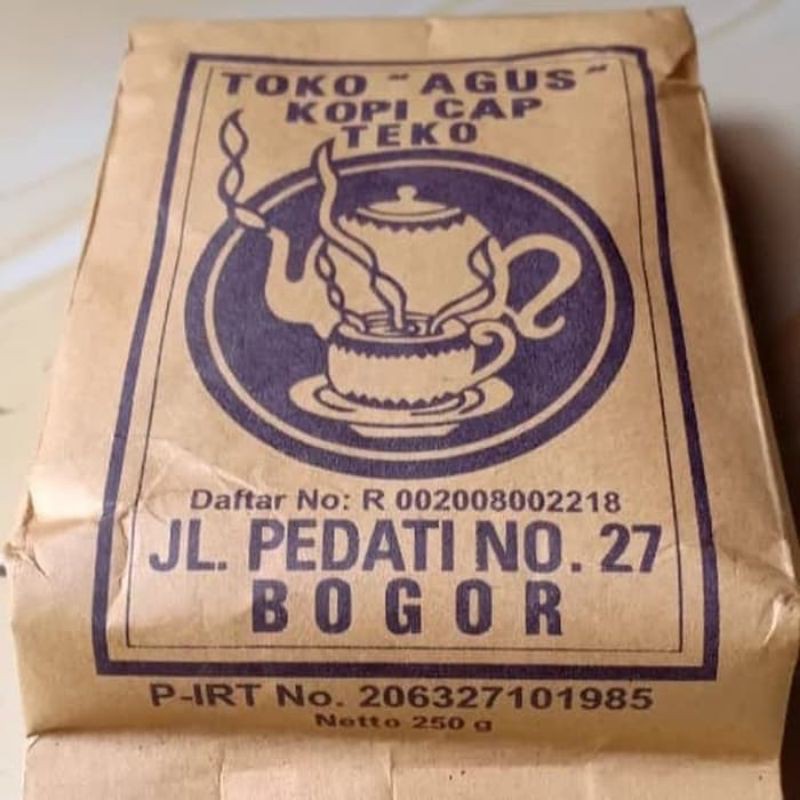 TOKO "AGUS"
KOPI CAP
TEKO
Daftar No: R 002008002218
JL. PEDATI NO. 27
BOGOR
P-IRT No. 206327101985
Netto 250 g